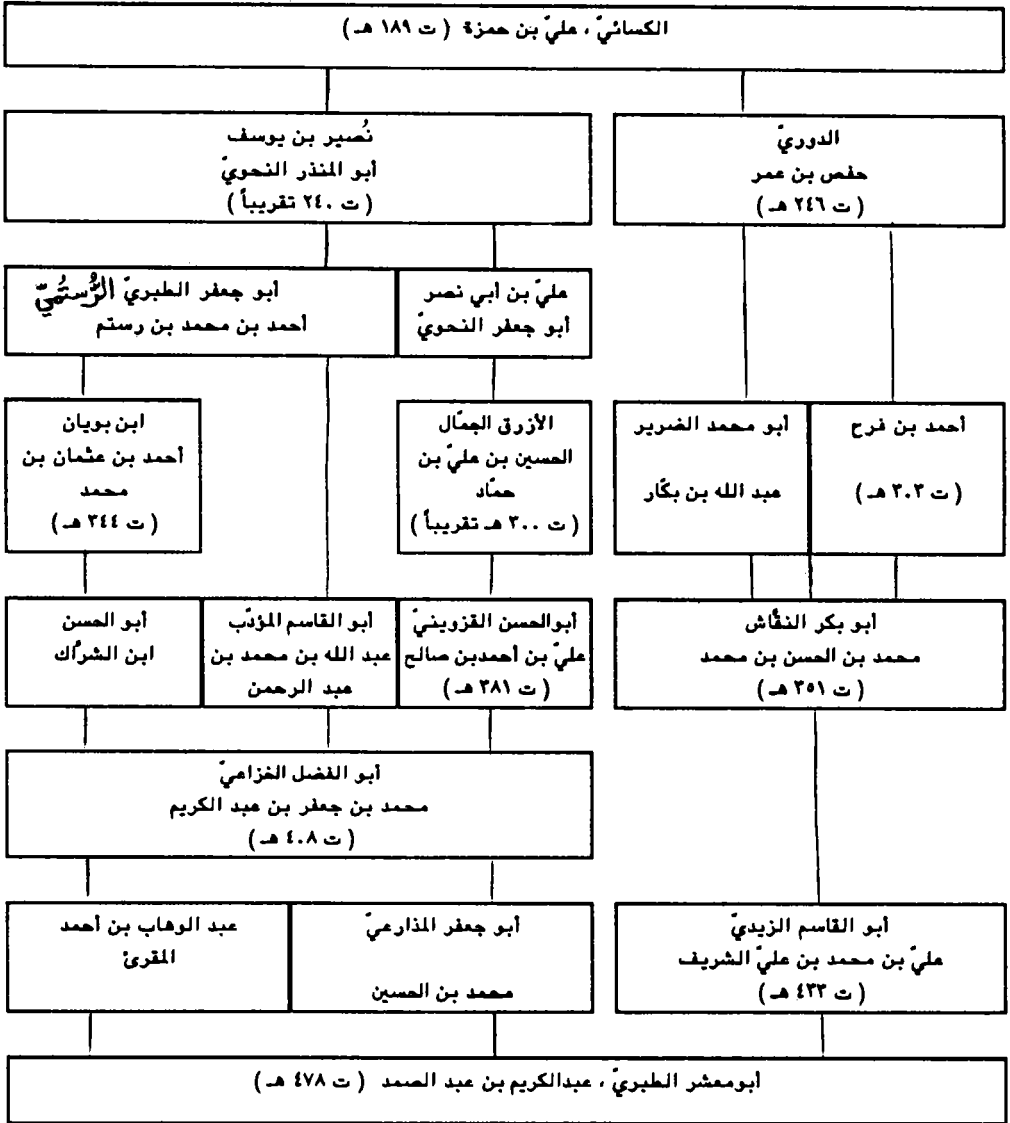 الكسائيّ ، عليّ بن حمزة ( ت ١٨٩ هـ )
الدوريّ
حفص بن عمر
( ت ٢٤٦ هـ )
نُصير بن يوسف
أبو المنذر النحويّ
( ت ٢٤٠ تقريباً )
عليّ بن أبي نصر
أبو جعفر النحويّ
أبو جعفر الطبريّ الرُّستُميّ
أحمد بن محمد بن رستم
أحمد بن فرح
( ت ٣٠٣ هـ )
أبو محمد الضرير
عبد الله بن بكّار
الأزرق الجمّال
الحسين بن عليّ بن
حمّاد
( ت ٣٠٠ هـ تقريباً )
ابن بويان
أحمد بن عثمان بن
محمد
( ت ٣٤٤ هـ )
أبو بكر النقّاش
محمد بن الحسن بن محمد
( ت ٣٥١ هـ )
أبوالحسن القزوينيّ
عليّ بن أحمدبن صالح
( ت ٣٨١ هـ )
أبو القاسم المؤدّب
عبد الله بن محمد بن
عبد الرحمن
أبو الحسن
ابن الشرّاك
أبو الفضل الخزاعيّ
محمد بن جعفر بن عبد الكريم
( ت ٤٠٨ هـ )
أبو القاسم الزيديّ
عليّ بن محمد بن عليّ الشريف
( ت ٤٣٣ هـ )
أبو جعفر المذارعيّ
محمد بن الحسين
عبد الوهاب بن أحمد
المقرئ
أبومعشر الطبريّ ، عبدالكريم بن عبد الصمد ( ت ٤٧٨ هـ )